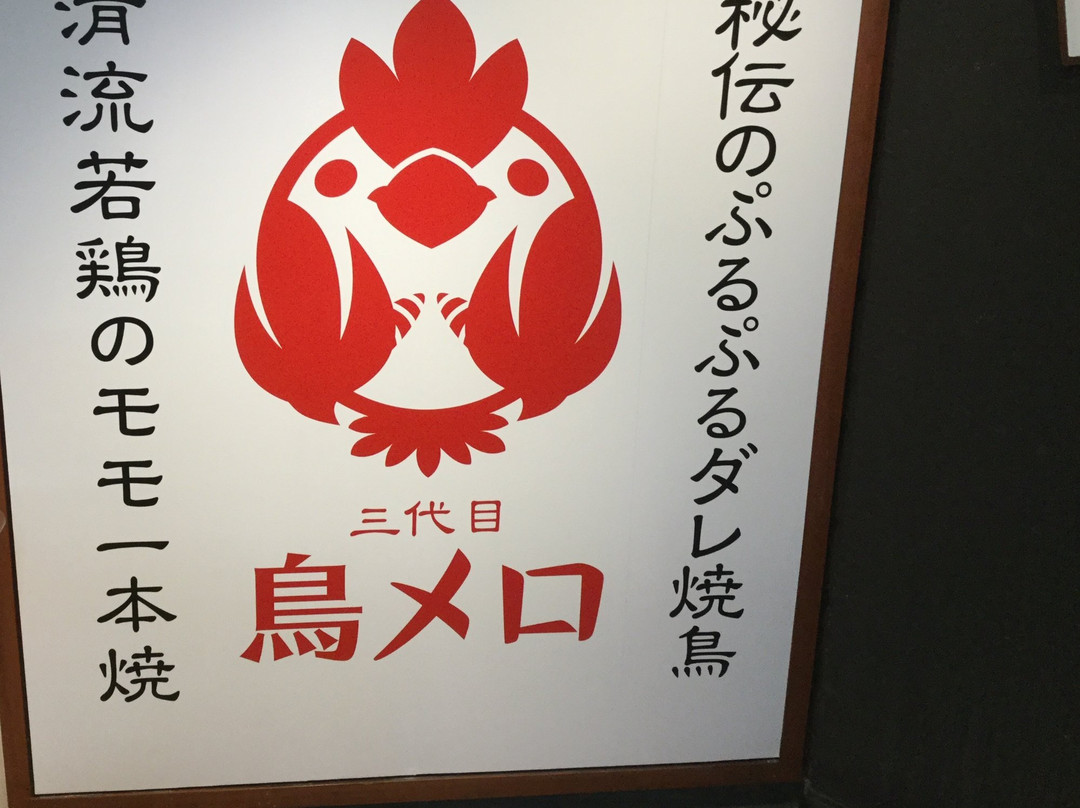 秘伝のぷるぷるダレ焼鳥
三代目
鳥メロ
清流若鶏のモモ一本焼